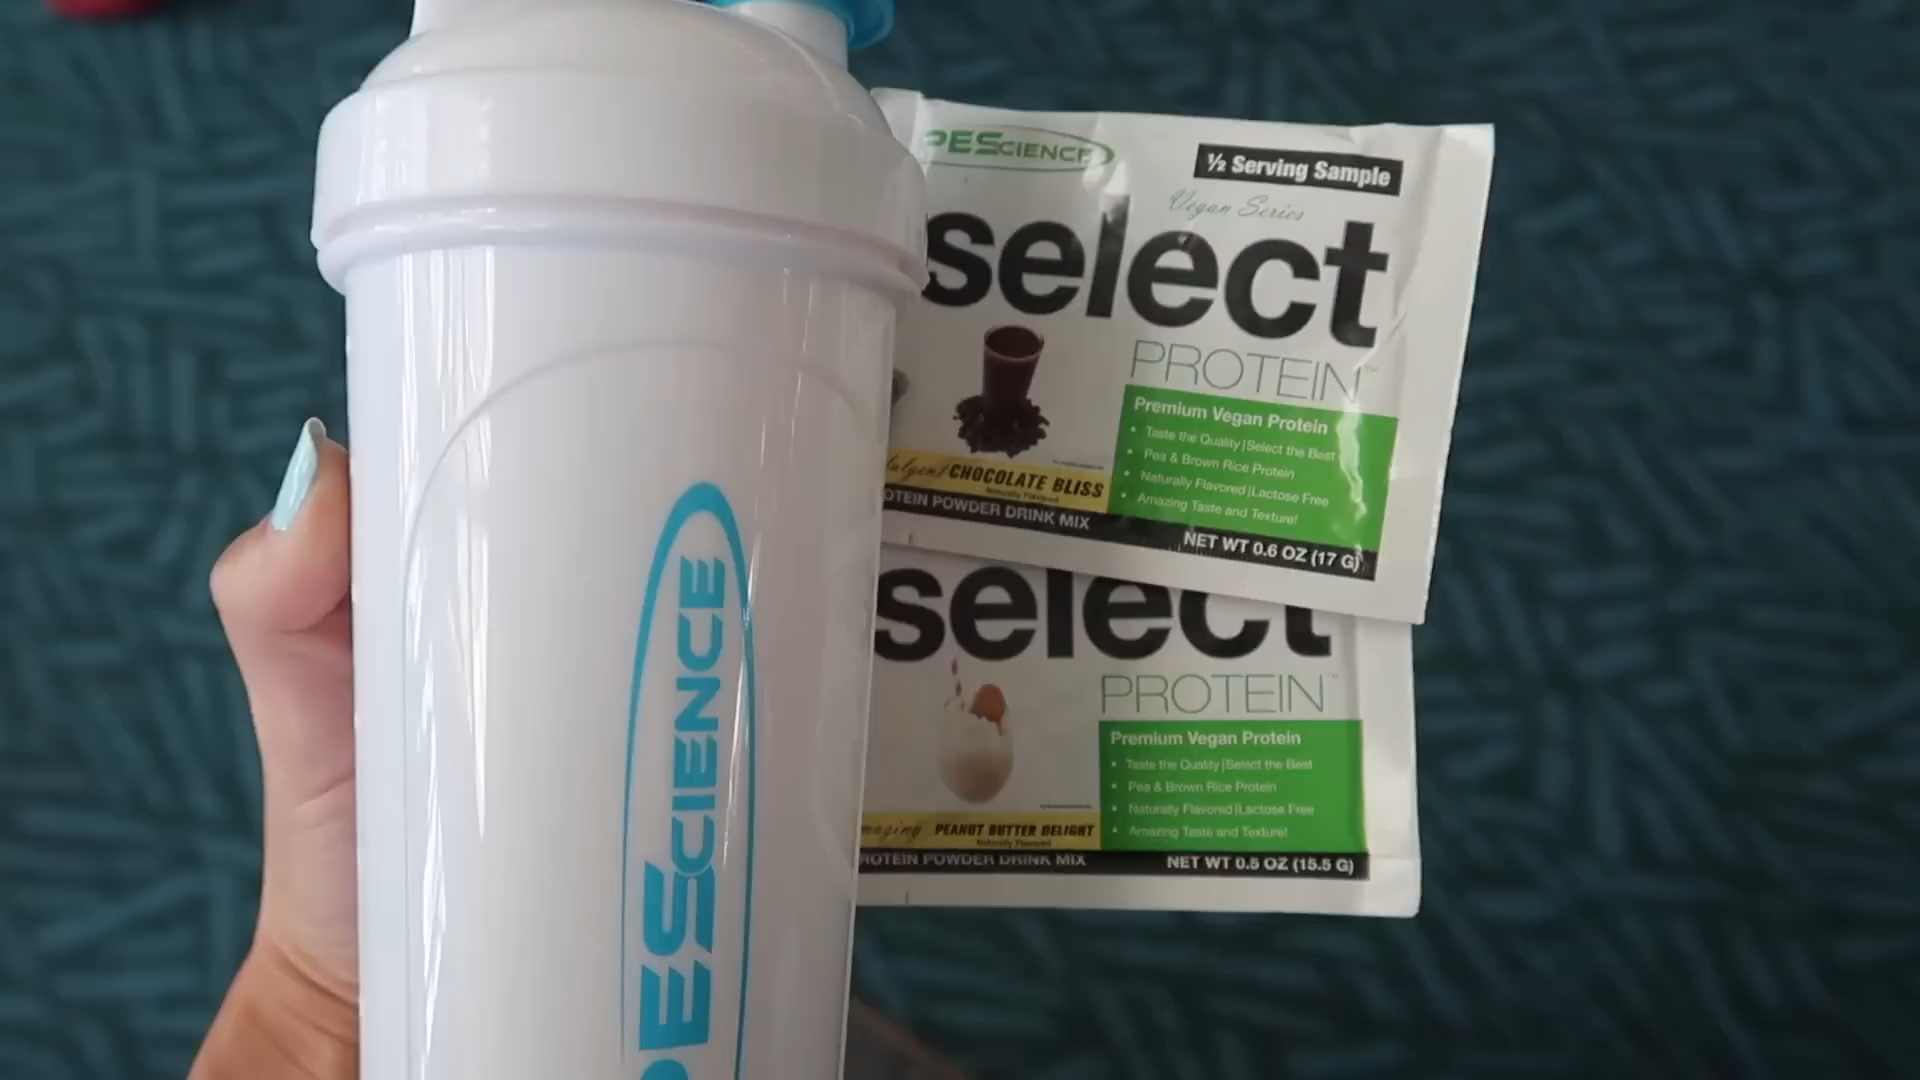 PESCIENCE
PESCIENCE
½ Serving Sample
Vegan Series
select
PROTEIN™
Premium Vegan Protein
• Taste the Quality|Select the Best
• Pea & Brown Rice Protein
• Naturally Flavored|Lactose Free
• Amazing Taste and Texture!
CHOCOLATE BLISS
Naturally Flavored
OTEIN POWDER DRINK MIX
NET WT 0.6 OZ (17 G)
select
PROTEIN™
Premium Vegan Protein
• Taste the Quality|Select the Best
• Pea & Brown Rice Protein
• Naturally Flavored|Lactose Free
• Amazing Taste and Texture!
PEANUT BUTTER DELIGHT
Naturally Flavored
ROTEIN POWDER DRINK MIX
NET WT 0.5 OZ (15.5 G)